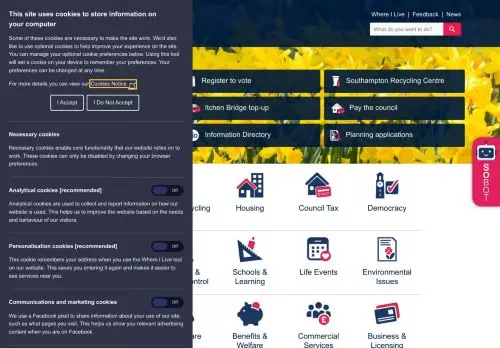 This site uses cookies to store information on
your computer
Some of these cookies are necessary to make the site work. We'd also
like to use optional cookies to help improve your experience on the site.
You can manage your optional cookie preferences below. Using this tool
will set a cookie on your device to remember your preferences. Your
preferences can be changed at any time.
For more details you can view our Cookies Notice
I Accept
I Do Not Accept
Necessary cookies
Necessary cookies enable core functionality that our website relies on to
work. These cookies can only be disabled by changing your browser
preferences.
Analytical cookies [recommended]
Off
Analytical cookies are used to collect and report information on how our
website is used. This helps us to improve the website based on the needs
and behaviour of our visitors.
Personalisation cookies [recommended]
Off
This cookie remembers your address when you use the Where I Live tool
on our website. This saves you entering it again and makes it easier to
see services near you.
Communications and marketing cookies
Off
We use a Facebook pixel to share information about your use of our site,
such as what pages you visit. This helps us show you relevant advertising
content when you are on Facebook.
Where I Live | Feedback | News
What do you want to do?
Register to vote
Southampton Recycling Centre
Itchen Bridge top-up
Pay the council
Information Directory
Planning applications
SOBOT
ycling
Housing
Council Tax
Democracy
&
ntrol
Schools &
Learning
Life Events
Environmental
Issues
are
Benefits &
Welfare
Commercial
Services
Business &
Licensing